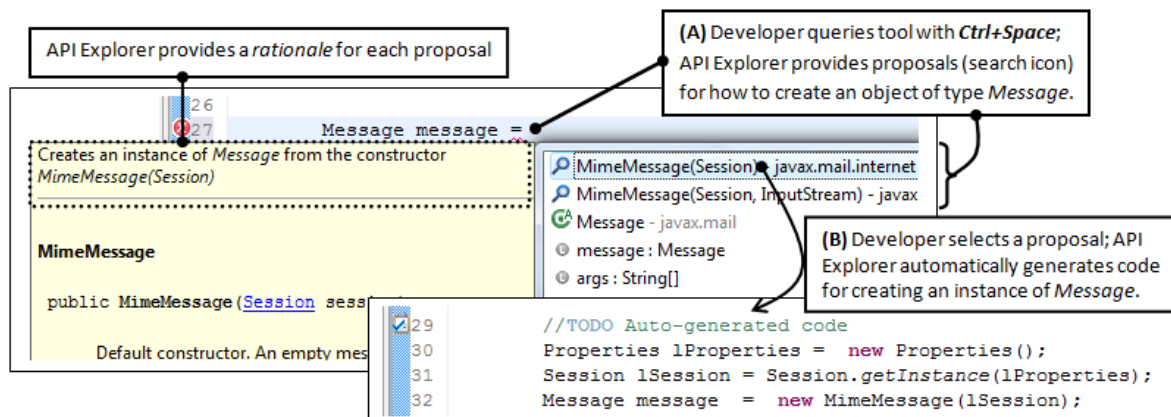 API Explorer provides a rationale for each proposal
(A) Developer queries tool with Ctrl+Space;
API Explorer provides proposals (search icon)
for how to create an object of type Message.
26
27 Message message =
Creates an instance of Message from the constructor
MimeMessage(Session)
MimeMessage
public MimeMessage(Session
Default constructor. An empty
MimeMessage(Session) - javax.mail.internet
MimeMessage(Session, InputStream) - javax
Message - javax.mail
message : Message
args : String[]
(B) Developer selects a proposal; API
Explorer automatically generates code
for creating an instance of Message.
29 //TODO Auto-generated code
30 Properties lProperties = new Properties();
31 Session lSession = Session.getInstance(lProperties);
32 Message message = new MimeMessage(lSession);